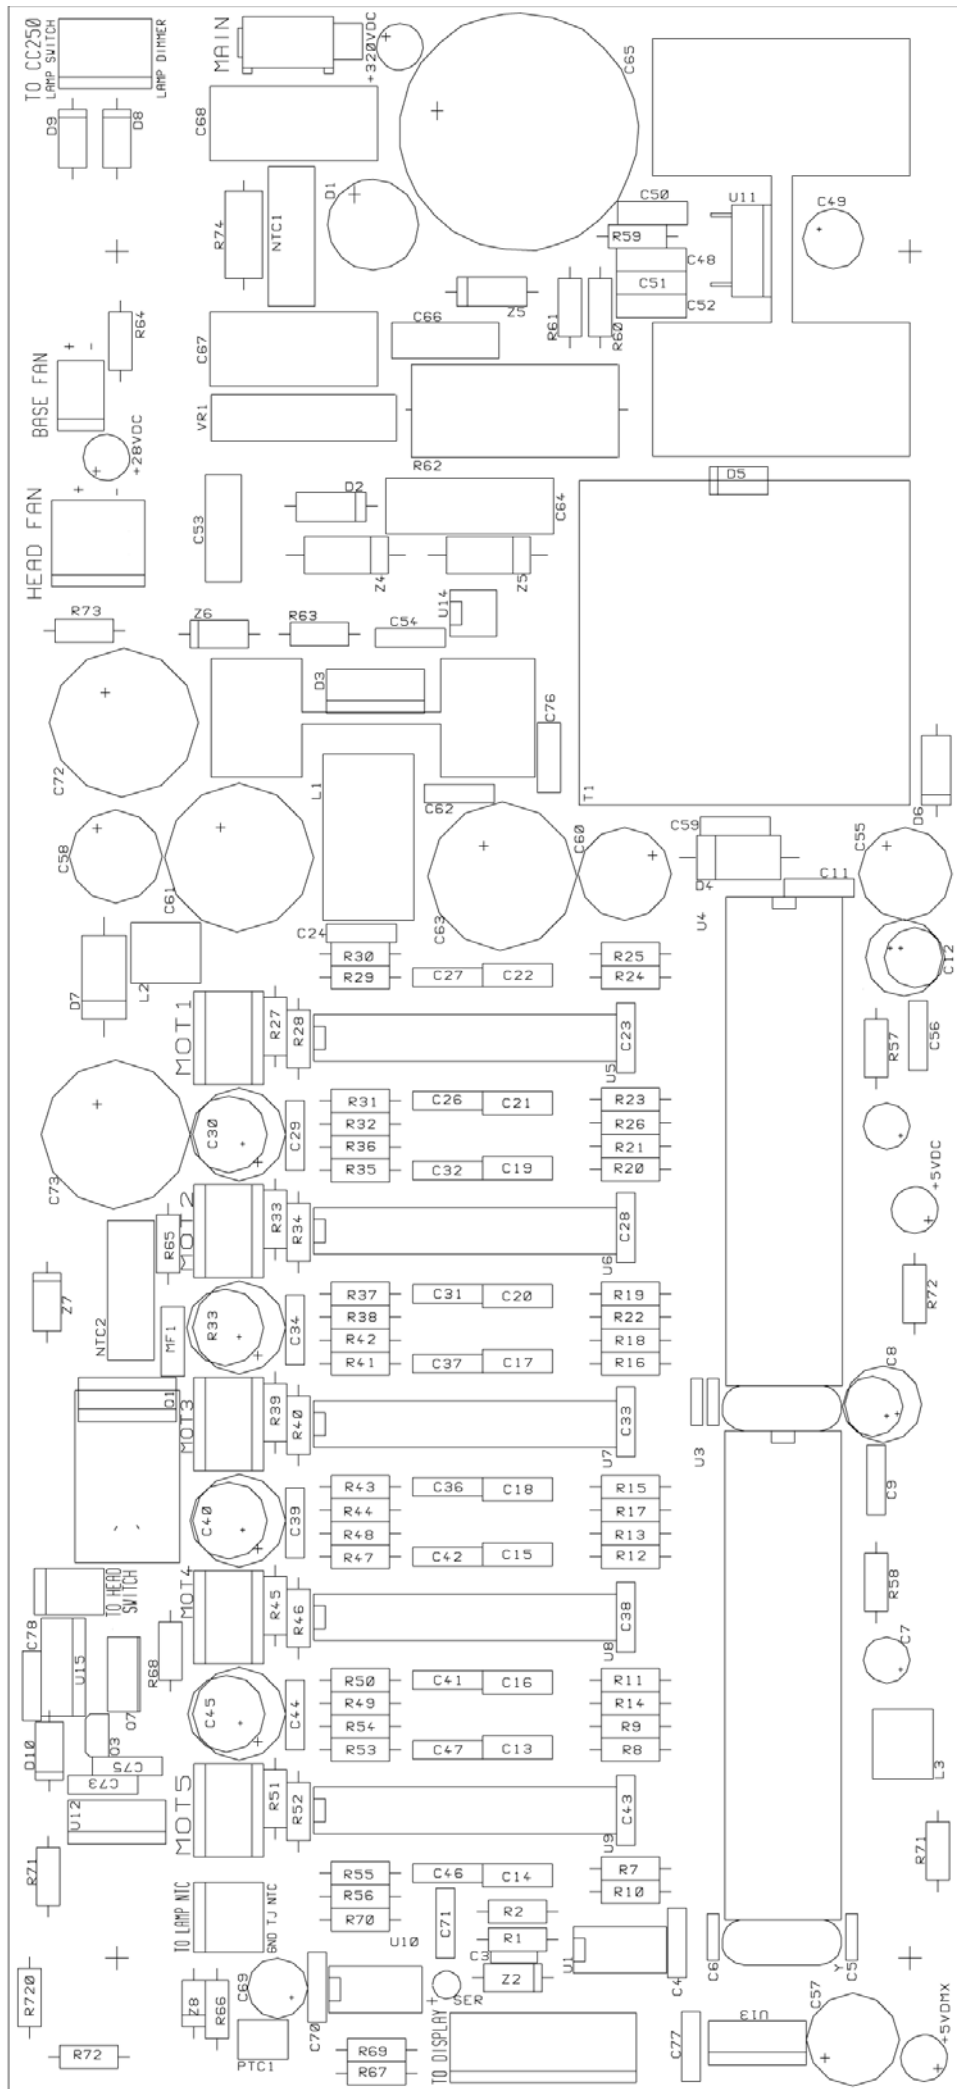 TO CC250
LAMP SWITCH
LAMP DIMMER
MAIN
+320VDC
C65
D9
D8
C68
D1
R74
NTC1
C50
U11
C49
R59
C48
C51
C52
Z5
R61
R60
R64
C66
C67
BASE FAN
+ -
VR1
+28VDC
R62
HEAD FAN
+ -
D5
D2
C64
C53
Z4
Z5
U14
R73
Z6
R63
C54
D3
C76
C72
L1
T1
C62
D6
C58
C61
C63
C60
C59
D4
C55
C11
U4
C24
R30
R29
C27
C22
R25
R24
C12
D7
L2
MOT1
R27
R28
C23
U5
R57
C56
R31
C26
C21
R23
C30
C29
R32
R26
R36
R21
R35
C32
C19
R20
C73
+5VDC
MOT2
R33
R34
C28
U6
R65
Z7
NTC2
MF1
R37
C31
C20
R19
R72
R33
C34
R38
R22
R42
R18
R41
C37
C17
R16
Q1
MOT3
R39
R40
C33
U7
C8
U3
C9
R43
C36
C18
R15
C40
C39
R44
R17
R48
R13
R47
C42
C15
R12
TO HEAD
SWITCH
MOT4
R45
R46
C38
U8
R58
C78
U15
R68
Q7
C7
R50
C41
C16
R11
C45
C44
R49
R14
R54
R9
R53
C47
C13
R8
D10
Q3
C75
C73
L3
U12
MOT5
R51
R52
C43
U9
R71
R71
R55
C46
C14
R7
R56
R10
R70
TO LAMP NTC
GND TJ NTC
U10
C71
R2
R1
C3
Z2
U1
C4
C6
C5
Y
R720
Z8
R66
C69
C70
SER
C57
+5VDMX
R72
PTC1
R69
R67
TO DISPLAY
C77
U13